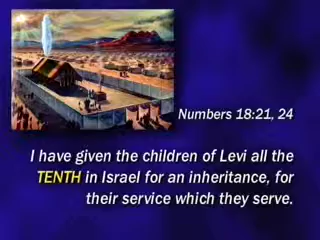 Numbers 18:21, 24
I have given the children of Levi all the
TENTH in Israel for an inheritance, for
their service which they serve.